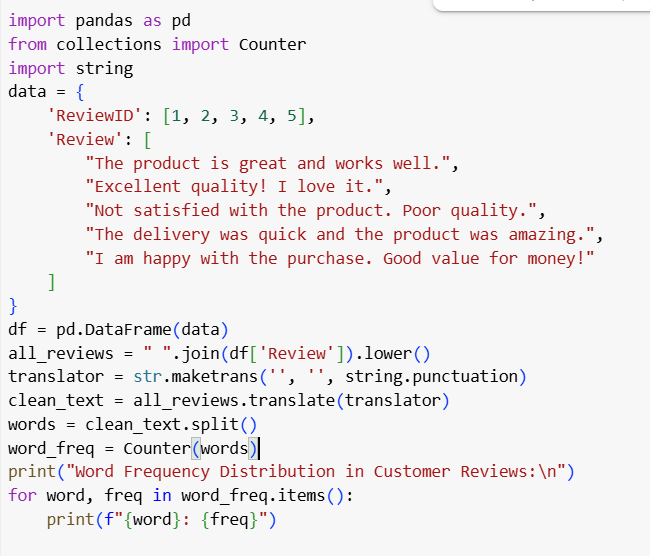 import pandas as pd
from collections import Counter
import string
data = {
    'ReviewID': [1, 2, 3, 4, 5],
    'Review': [
        "The product is great and works well.",
        "Excellent quality! I love it.",
        "Not satisfied with the product. Poor quality.",
        "The delivery was quick and the product was amazing.",
        "I am happy with the purchase. Good value for money!"
    ]
}
df = pd.DataFrame(data)
all_reviews = " ".join(df['Review']).lower()
translator = str.maketrans('', '', string.punctuation)
clean_text = all_reviews.translate(translator)
words = clean_text.split()
word_freq = Counter(words)
print("Word Frequency Distribution in Customer Reviews:\n")
for word, freq in word_freq.items():
    print(f"{word}: {freq}")